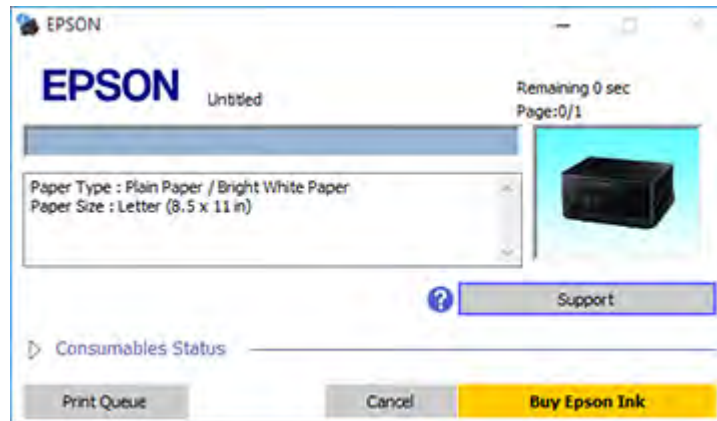 EPSON
EPSON
Untitled
Remaining 0 sec
Page:0/1
Paper Type : Plain Paper / Bright White Paper
Paper Size : Letter (8.5 x 11 in)
?
Support
Consumables Status
Print Queue
Cancel
Buy Epson Ink